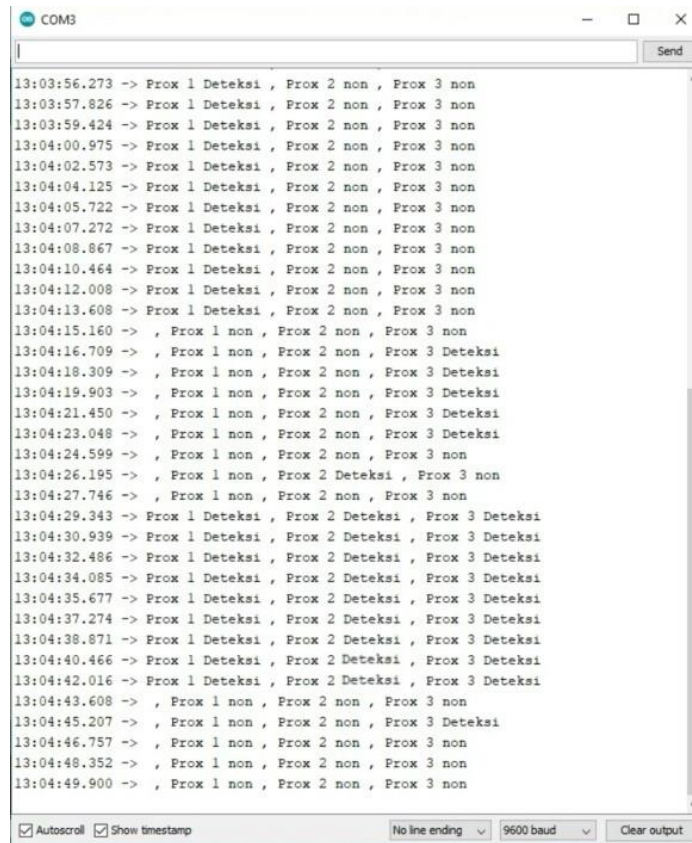 COM3
Send
13:03:56.273 -> Prox 1 Deteksi , Prox 2 non , Prox 3 non
13:03:57.826 -> Prox 1 Deteksi , Prox 2 non , Prox 3 non
13:03:59.424 -> Prox 1 Deteksi , Prox 2 non , Prox 3 non
13:04:00.975 -> Prox 1 Deteksi , Prox 2 non , Prox 3 non
13:04:02.573 -> Prox 1 Deteksi , Prox 2 non , Prox 3 non
13:04:04.125 -> Prox 1 Deteksi , Prox 2 non , Prox 3 non
13:04:05.722 -> Prox 1 Deteksi , Prox 2 non , Prox 3 non
13:04:07.272 -> Prox 1 Deteksi , Prox 2 non , Prox 3 non
13:04:08.867 -> Prox 1 Deteksi , Prox 2 non , Prox 3 non
13:04:10.464 -> Prox 1 Deteksi , Prox 2 non , Prox 3 non
13:04:12.008 -> Prox 1 Deteksi , Prox 2 non , Prox 3 non
13:04:13.608 -> Prox 1 Deteksi , Prox 2 non , Prox 3 non
13:04:15.160 ->  , Prox 1 non , Prox 2 non , Prox 3 non
13:04:16.709 ->  , Prox 1 non , Prox 2 non , Prox 3 Deteksi
13:04:18.309 ->  , Prox 1 non , Prox 2 non , Prox 3 Deteksi
13:04:19.903 ->  , Prox 1 non , Prox 2 non , Prox 3 Deteksi
13:04:21.450 ->  , Prox 1 non , Prox 2 non , Prox 3 Deteksi
13:04:23.048 ->  , Prox 1 non , Prox 2 non , Prox 3 Deteksi
13:04:24.599 ->  , Prox 1 non , Prox 2 non , Prox 3 non
13:04:26.195 ->  , Prox 1 non , Prox 2 Deteksi , Prox 3 non
13:04:27.746 ->  , Prox 1 non , Prox 2 non , Prox 3 non
13:04:29.343 -> Prox 1 Deteksi , Prox 2 Deteksi , Prox 3 Deteksi
13:04:30.939 -> Prox 1 Deteksi , Prox 2 Deteksi , Prox 3 Deteksi
13:04:32.486 -> Prox 1 Deteksi , Prox 2 Deteksi , Prox 3 Deteksi
13:04:34.085 -> Prox 1 Deteksi , Prox 2 Deteksi , Prox 3 Deteksi
13:04:35.677 -> Prox 1 Deteksi , Prox 2 Deteksi , Prox 3 Deteksi
13:04:37.274 -> Prox 1 Deteksi , Prox 2 Deteksi , Prox 3 Deteksi
13:04:38.871 -> Prox 1 Deteksi , Prox 2 Deteksi , Prox 3 Deteksi
13:04:40.466 -> Prox 1 Deteksi , Prox 2 Deteksi , Prox 3 Deteksi
13:04:42.016 -> Prox 1 Deteksi , Prox 2 Deteksi , Prox 3 Deteksi
13:04:43.608 ->  , Prox 1 non , Prox 2 non , Prox 3 non
13:04:45.207 ->  , Prox 1 non , Prox 2 non , Prox 3 Deteksi
13:04:46.757 ->  , Prox 1 non , Prox 2 non , Prox 3 non
13:04:48.352 ->  , Prox 1 non , Prox 2 non , Prox 3 non
13:04:49.900 ->  , Prox 1 non , Prox 2 non , Prox 3 non
Autoscroll Show timestamp No line ending 9600 baud Clear output